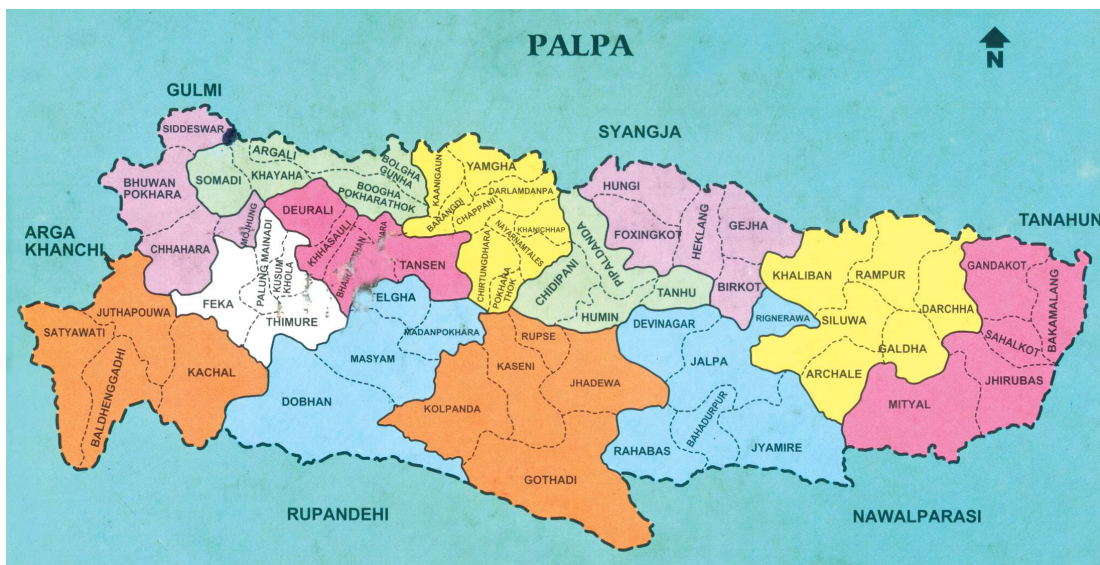 PALPA
N
GULMI
SYANGJA
TANAHUN
ARGA
KHANCHI
RUPANDEHI
NAWALPARASI
SIDDESWAR
BHUWAN
POKHARA
CHHAHARA
MOJHUNG
SOMADI
ARGALI
KHAYAHA
BOLGHA
GUNHA
BOOGHA
POKHARATHOK
DEURALI
KHHASAULI
TANSEN
PALUNG MAINADI
KUSUM
KHOLA
FEKA
THIMURE
JUTHAPOUWA
SATYAWATI
BALDHENGGADHI
KACHAL
TELGHA
MADANPOKHARA
MASYAM
DOBHAN
KAANIGAUN
YAMGHA
DARLAMDANPA
BARANGDI
CHAPPANI
KHANICHHAP
NAYARNAMTALES
CHIRTUNGDHARA
POKHARA
THOK
CHIDIPANI
PIPALDANDA
TANHU
HUMIN
RUPSE
KASENI
JHADEWA
KOLPANDA
GOTHADI
HUNGI
FOXINGKOT
HEKLANG
GEJHA
BIRKOT
DEVINAGAR
RIGNERAWA
JALPA
BAHADURPUR
RAHABAS
JYAMIRE
KHALIBAN
RAMPUR
DARCHHA
SILUWA
GALDHA
ARCHALE
GANDAKOT
BAKAMALANG
SAHALKOT
JHIRUBAS
MITYAL